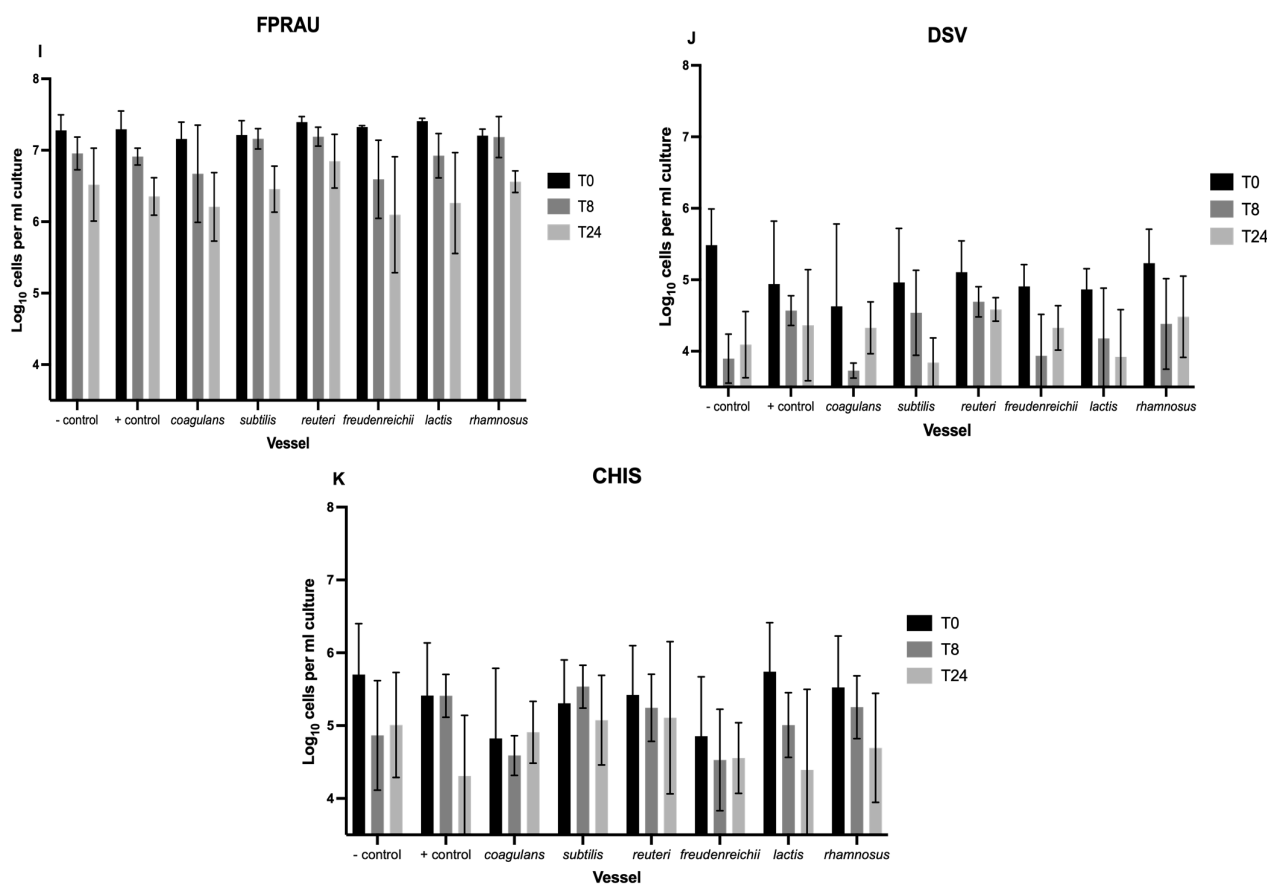 FPRAU
I
Log10 cells per ml culture
8
7
6
5
4
- control + control coagulans subtilis reuteri freudenreichii lactis rhamnosus
Vessel
T0
T8
T24
DSV
J
Log10 cells per ml culture
8
7
6
5
4
- control + control coagulans subtilis reuteri freudenreichii lactis rhamnosus
Vessel
T0
T8
T24
CHIS
K
Log10 cells per ml culture
8
7
6
5
4
- control + control coagulans subtilis reuteri freudenreichii lactis rhamnosus
Vessel
T0
T8
T24